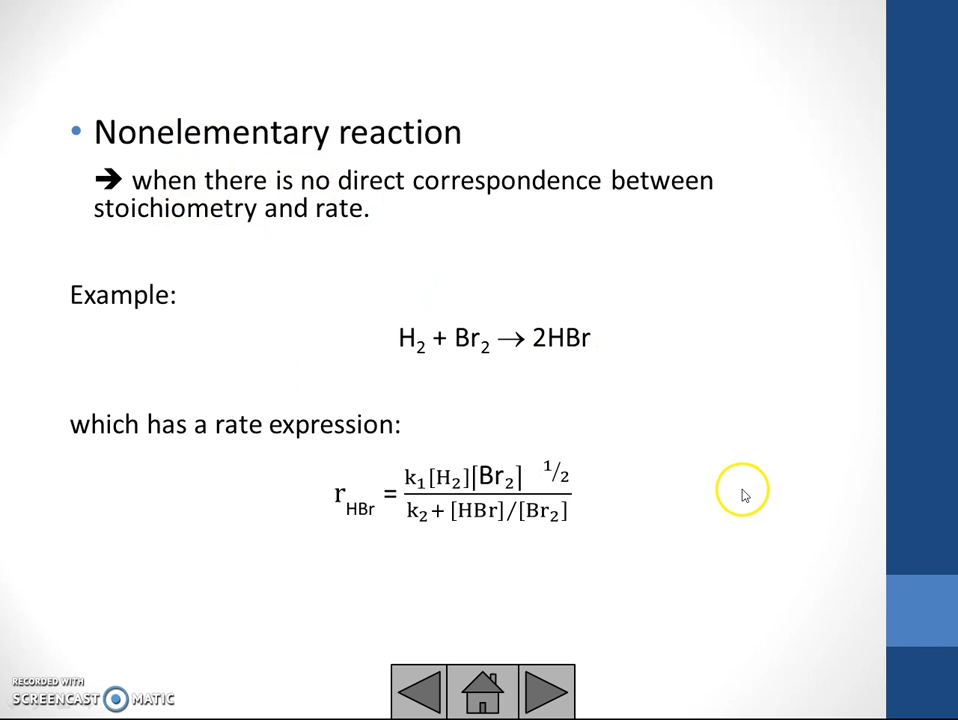 • Nonelementary reaction
➔ when there is no direct correspondence between
stoichiometry and rate.
Example:
H₂ + Br₂ → 2HBr
which has a rate expression:
r_HBr = k₁[H₂][Br₂] ^1/2
k₂ + [HBr]/[Br₂]
RECORDED WITH
SCREENCAST MATIC